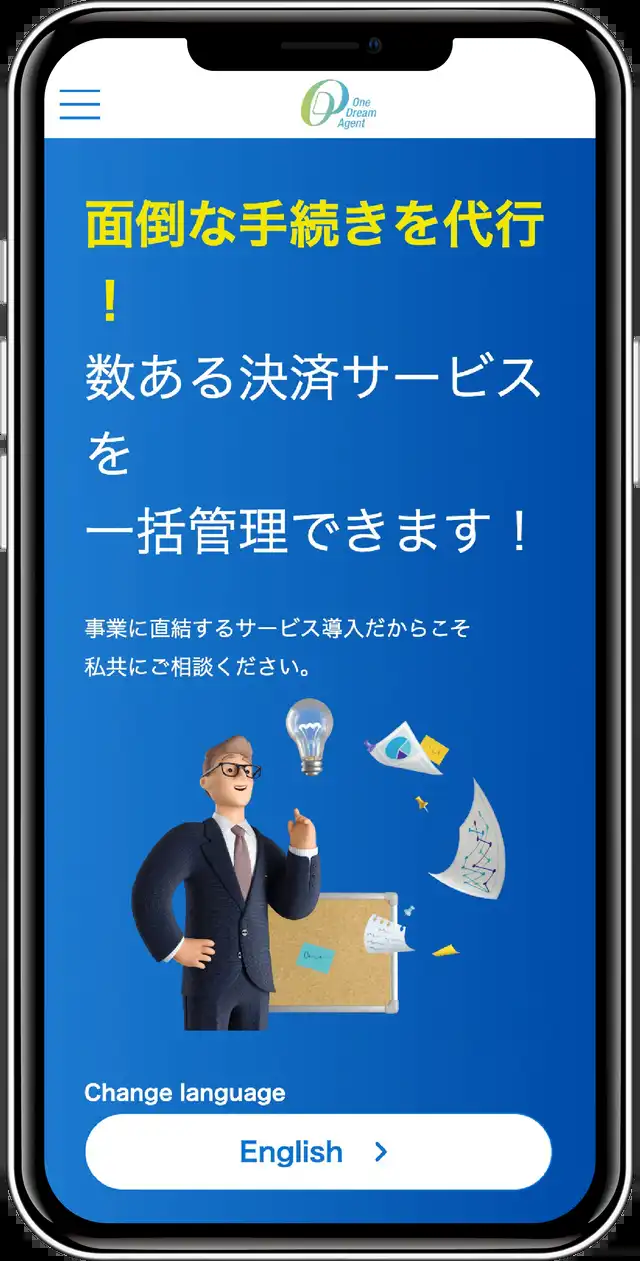 One
Dream
Agent
面倒な手続きを代行
！
数ある決済サービス
を
一括管理できます！
事業に直結するサービス導入だからこそ
私共にご相談ください。
Change language
English